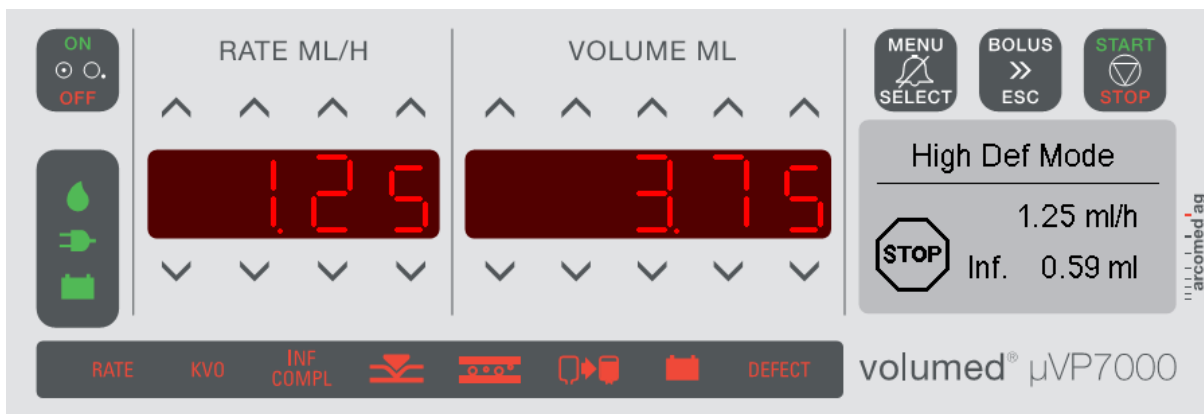 ON
OFF
RATE ML/H
1.25
VOLUME ML
3.75
MENU
SELECT
BOLUS
ESC
START
STOP
High Def Mode
1.25 ml/h
STOP
Inf. 0.59 ml
arcomed ag
RATE
KVO
INF
COMPL
DEFECT
volumed® µVP7000